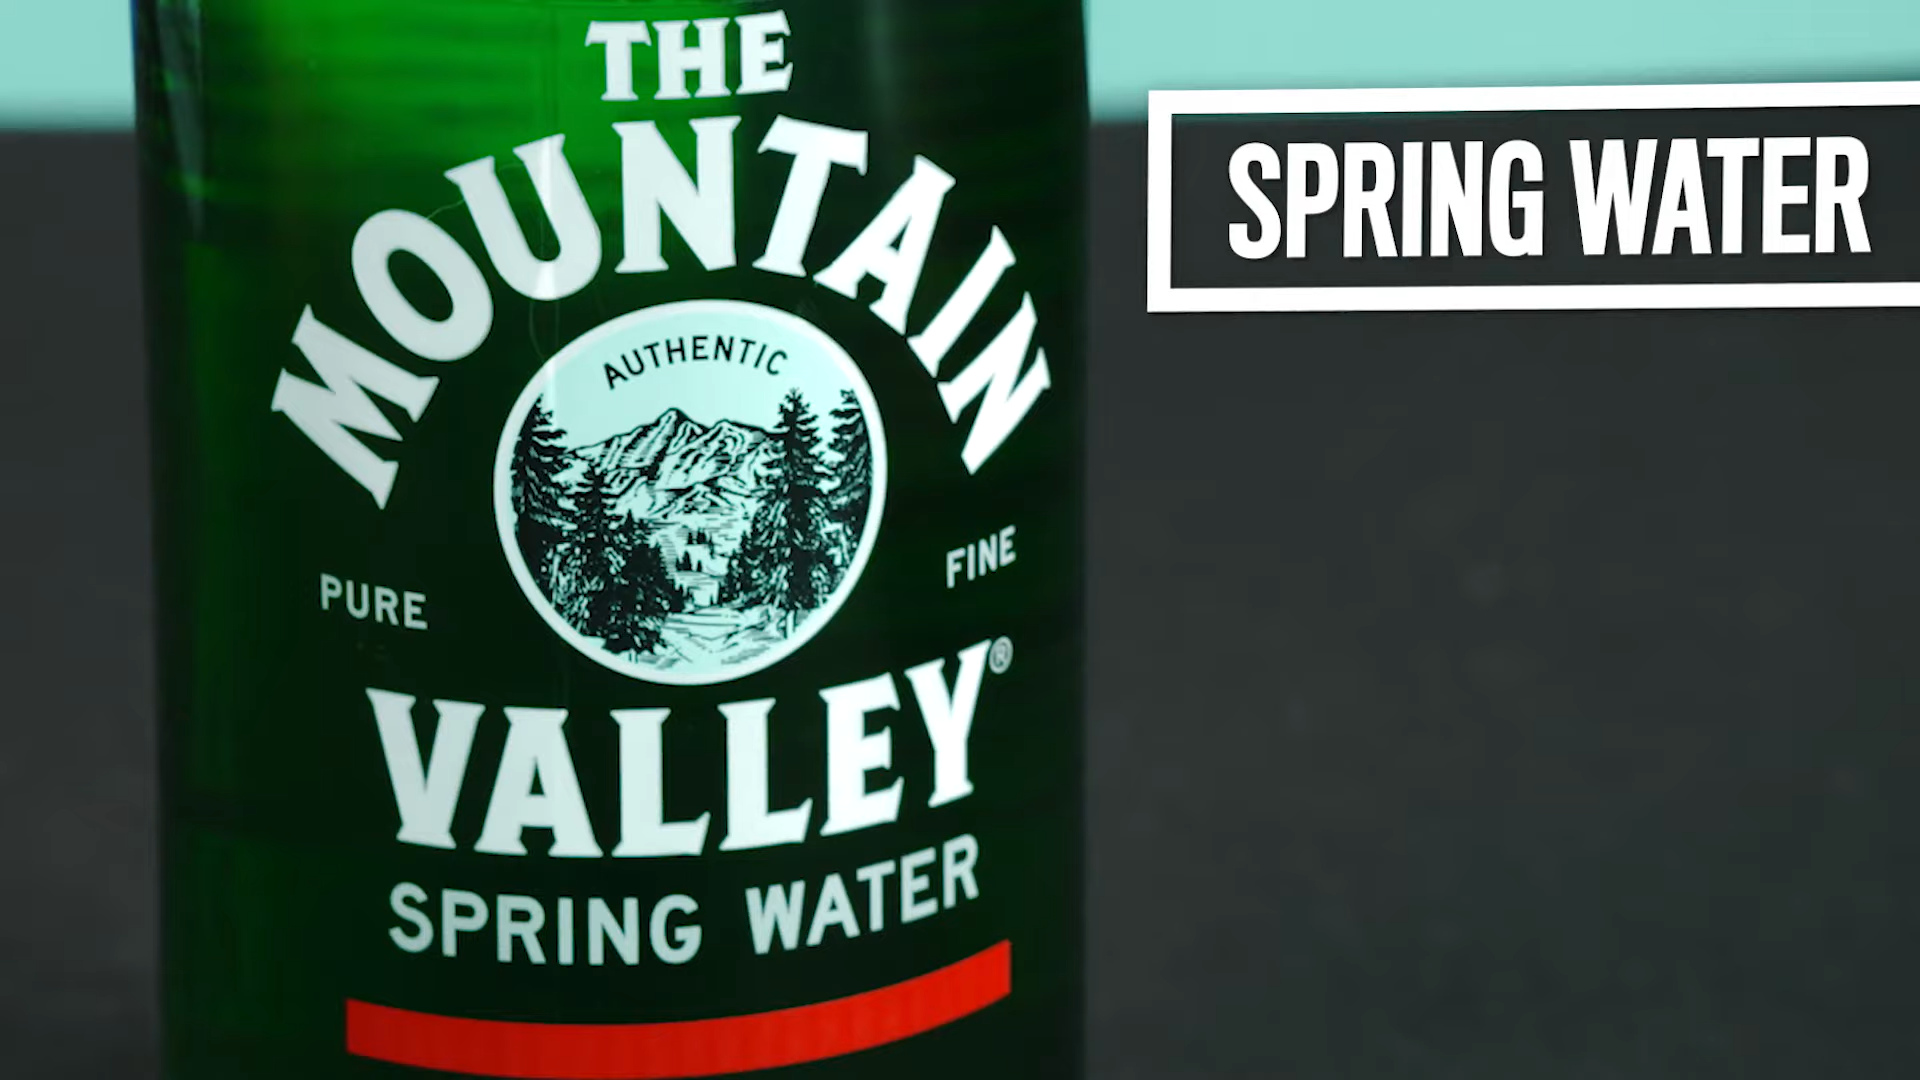 THE
MOUNTAIN
AUTHENTIC
PURE
FINE
VALLEY®
SPRING WATER
SPRING WATER